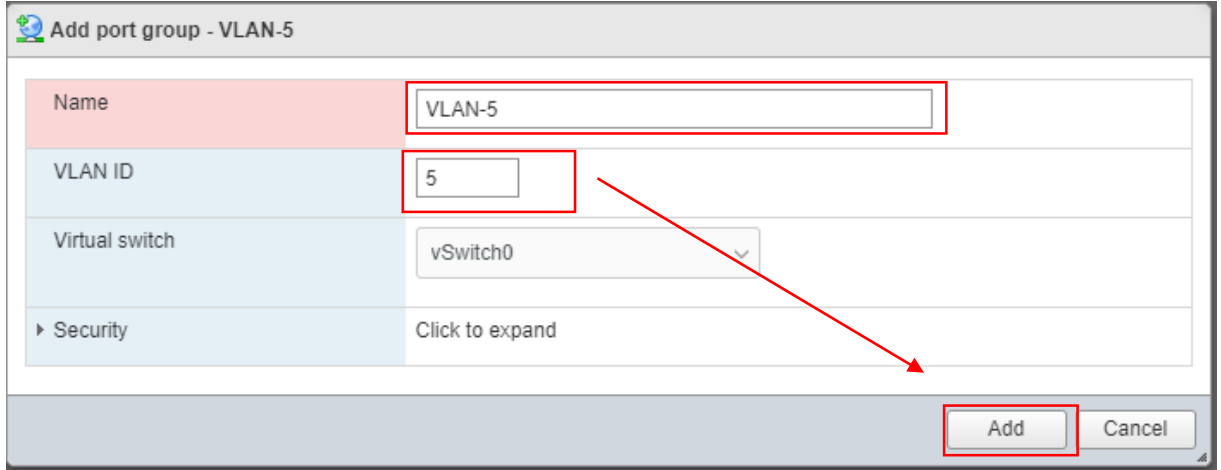 Add port group - VLAN-5
Name
VLAN-5
VLAN ID
5
Virtual switch
vSwitch0
Security
Click to expand
Add
Cancel